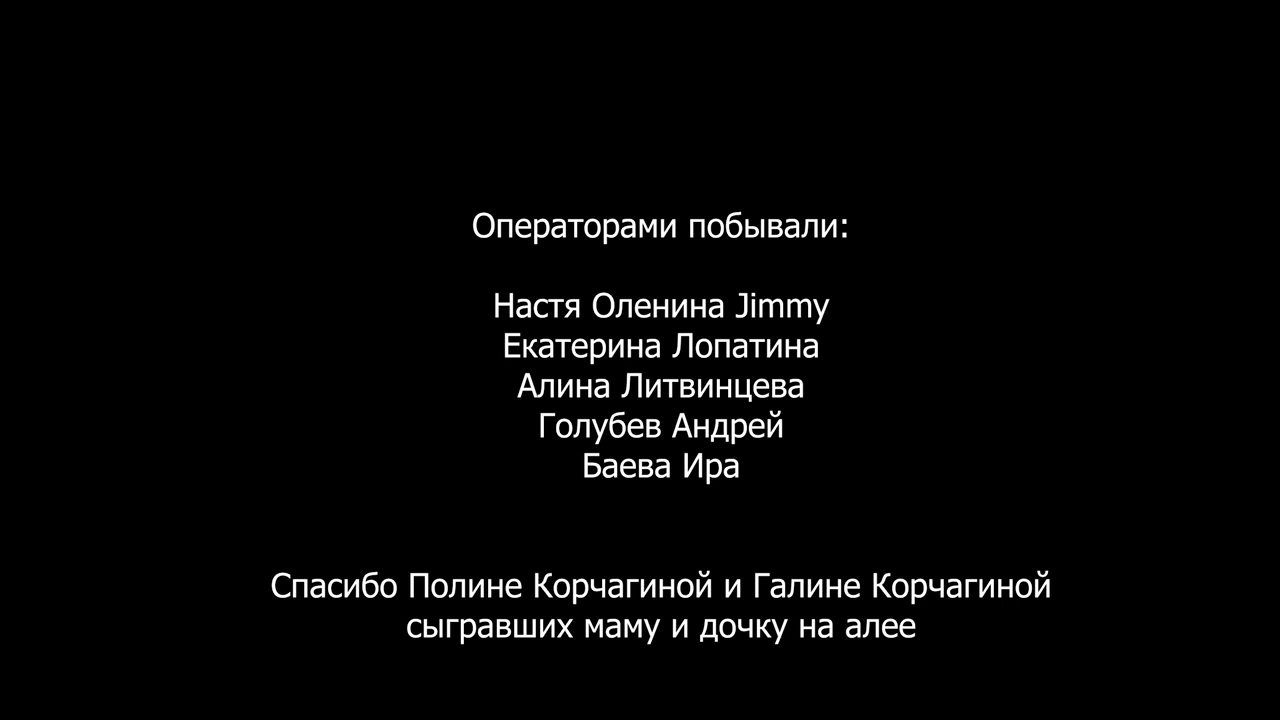 Операторами побывали:
Настя Оленина Jimmy
Екатерина Лопатина
Алина Литвинцева
Голубев Андрей
Баева Ира
Спасибо Полине Корчагиной и Галине Корчагиной
сыгравших маму и дочку на алее